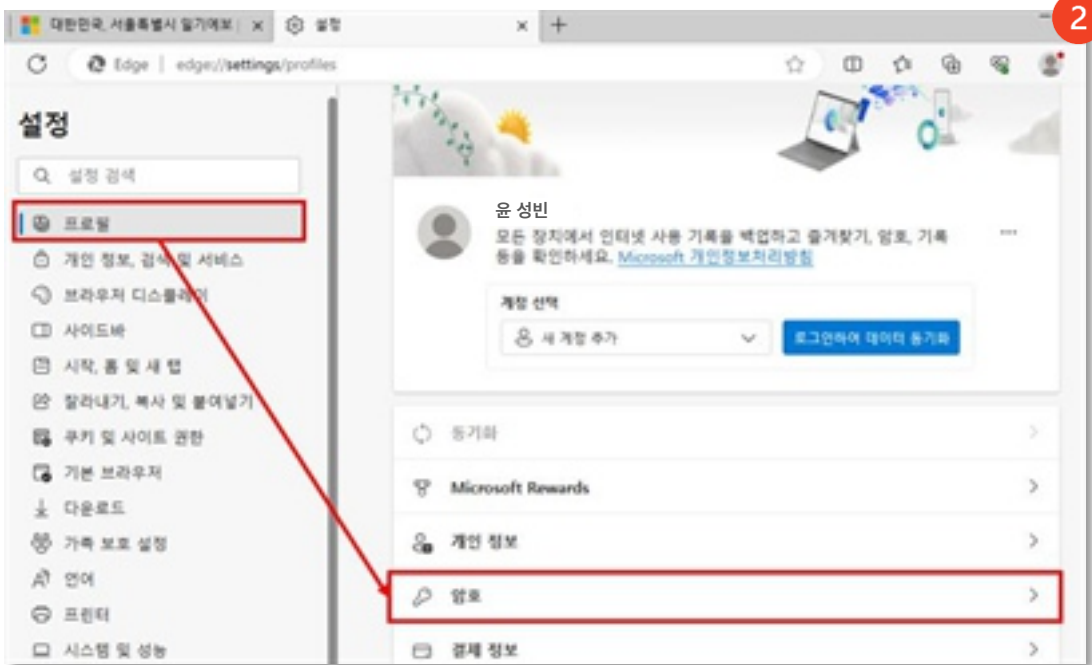 2
대한민국, 서울특별시 일기예보 |
설정
Edge | edge://settings/profiles
설정
설정 검색
프로필
개인 정보, 검색 및 서비스
브라우저 디스플레이
사이드바
시작, 홈 및 새 탭
잘라내기, 복사 및 붙여넣기
쿠키 및 사이트 권한
기본 브라우저
다운로드
가족 보호 설정
언어
프린터
시스템 및 성능
윤 성빈
모든 장치에서 인터넷 사용 기록을 백업하고 즐겨찾기, 암호, 기록
등을 확인하세요. Microsoft 개인정보처리방침
계정 선택
새 계정 추가
로그인하여 데이터 동기화
동기화
Microsoft Rewards
개인 정보
암호
결제 정보